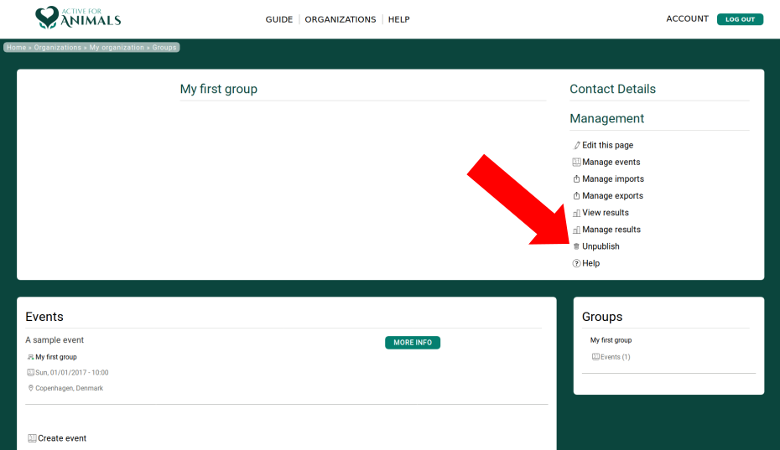 ACTIVE FOR
ANIMALS
GUIDE ORGANIZATIONS HELP
ACCOUNT LOG OUT
Home » Organizations » My organization » Groups
My first group
Contact Details
Management
Edit this page
Manage events
Manage imports
Manage exports
View results
Manage results
Unpublish
Help
Events
A sample event
MORE INFO
My first group
Sun, 01/01/2017 - 10:00
Copenhagen, Denmark
Create event
Groups
My first group
Events (1)